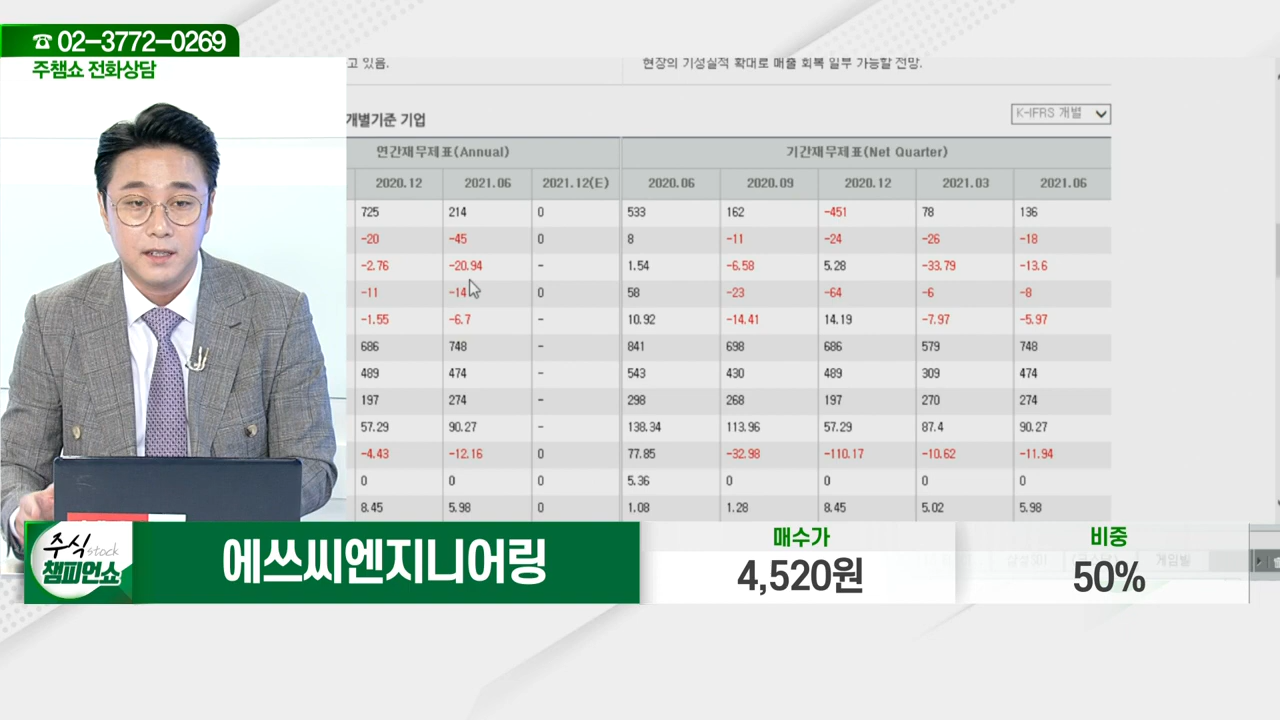 ☎ 02-3772-0269
주챔쇼 전화상담
고 있음.
현장의 기성실적 확대로 매출 회복 일부 가능할 전망.
개별기준 기업
K-IFRS 개별
연간재무제표(Annual) 기간재무제표(Net Quarter)
2020.12 2021.06 2021.12(E) 2020.06 2020.09 2020.12 2021.03 2021.06
725 214 0 533 162 -451 78 136
-20 -45 0 8 -11 -24 -26 -18
-2.76 -20.94 - 1.54 -6.58 5.28 -33.79 -13.6
-11 -14 0 58 -23 -64 -6 -8
-1.55 -6.7 - 10.92 -14.41 14.19 -7.97 -5.97
686 748 - 841 698 686 579 748
489 474 - 543 430 489 309 474
197 274 - 298 268 197 270 274
57.29 90.27 - 138.34 113.96 57.29 87.4 90.27
-4.43 -12.16 0 77.85 -32.98 -110.17 -10.62 -11.94
0 0 0 5.36 0 0 0 0
8.45 5.98 0 1.08 1.28 8.45 5.02 5.98
주식 stock
챔피언쇼
에쓰씨엔지니어링
매수가
4,520원
비중
50%
게임빌